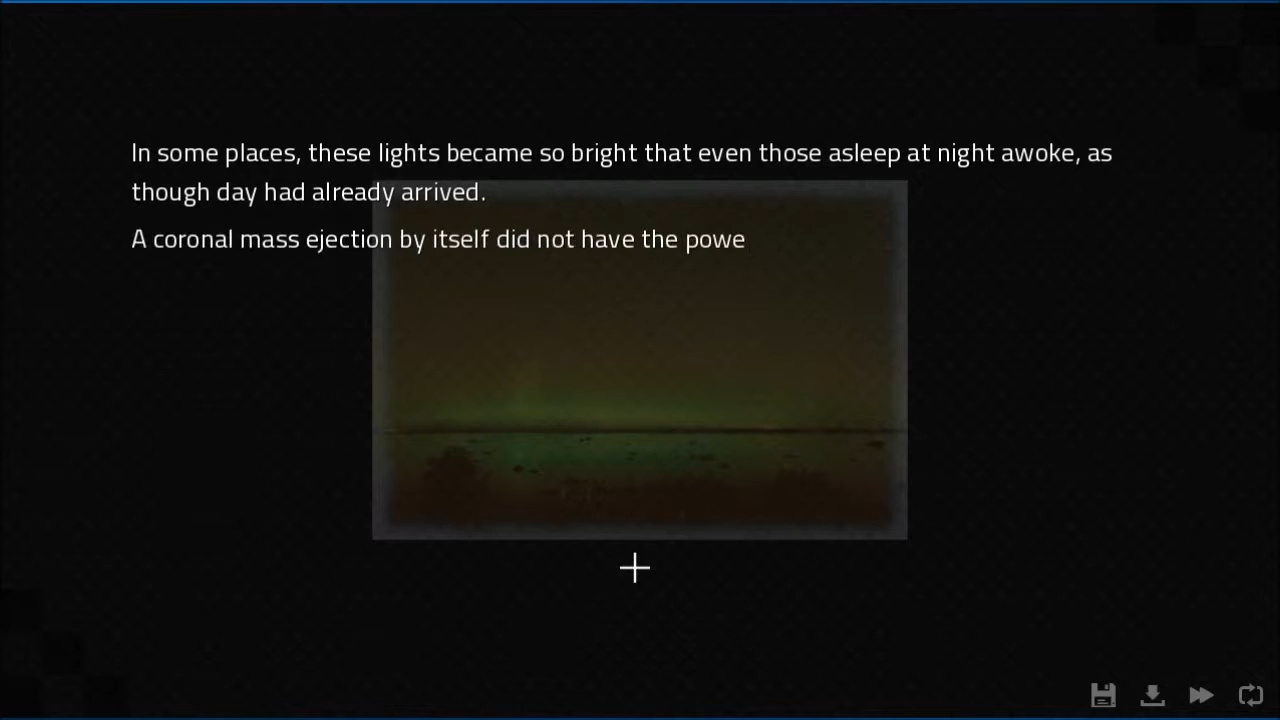 In some places, these lights became so bright that even those asleep at night awoke, as
though day had already arrived.
A coronal mass ejection by itself did not have the powe